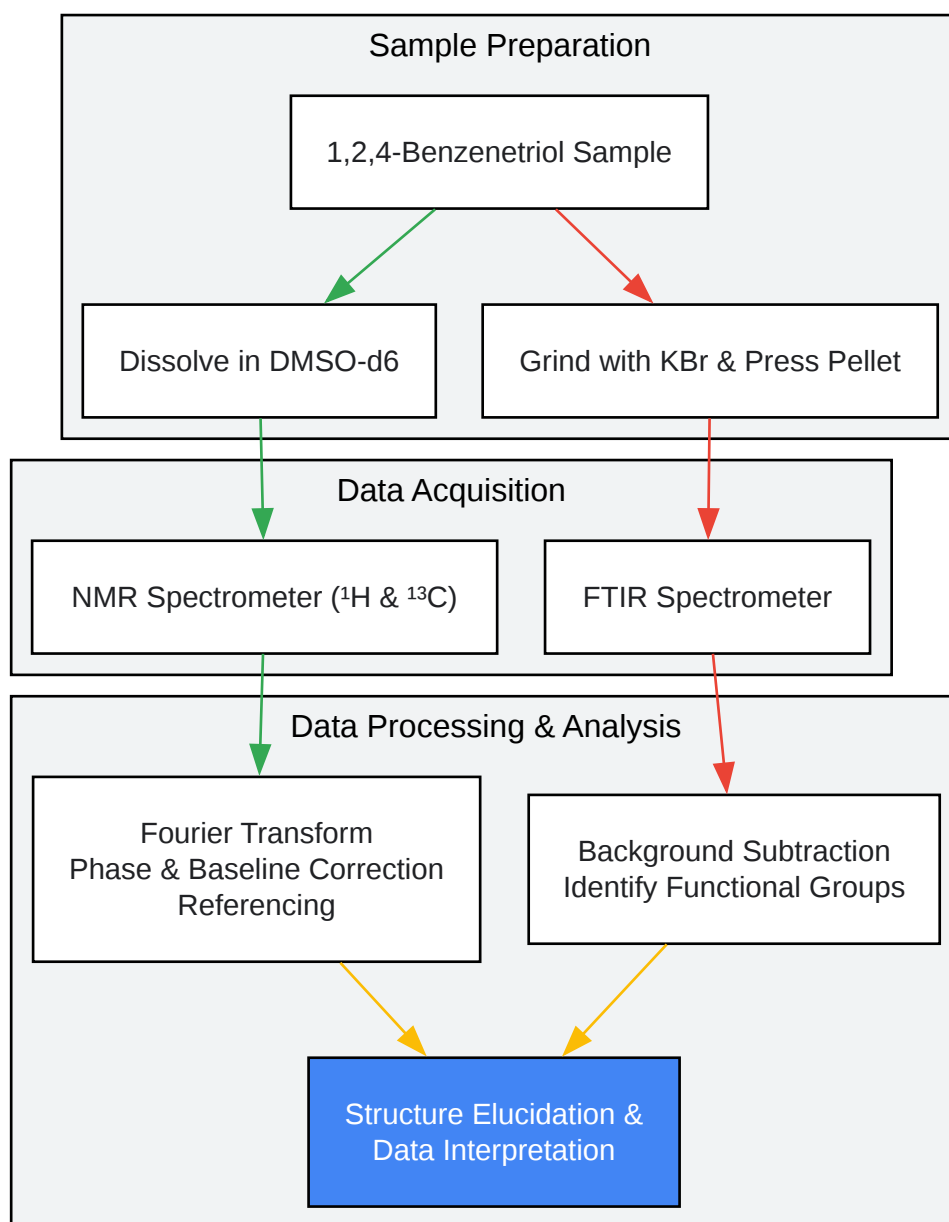 Sample Preparation
1,2,4-Benzenetriol Sample
Dissolve in DMSO-d6
Grind with KBr & Press Pellet
Data Acquisition
NMR Spectrometer (¹H & ¹³C)
FTIR Spectrometer
Data Processing & Analysis
Fourier Transform
Phase & Baseline Correction
Referencing
Background Subtraction
Identify Functional Groups
Structure Elucidation &
Data Interpretation